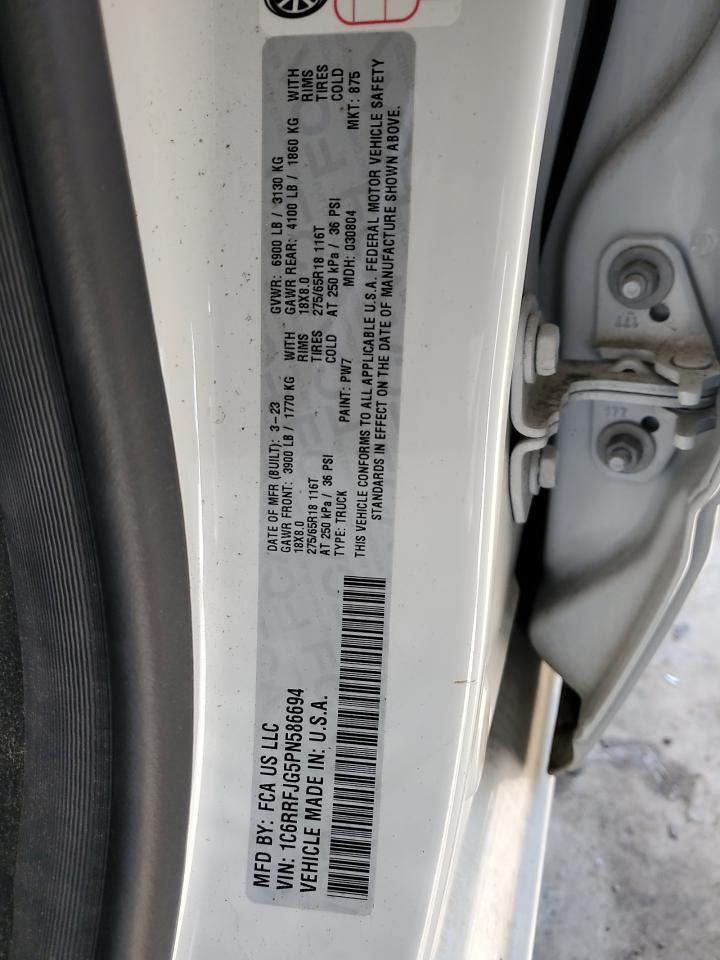 MFD BY: FCA US LLC
VIN: 1C6RRFJG5PN586694
VEHICLE MADE IN: U.S.A.
DATE OF MFR (BUILT): 3-23 GVWR: 6900 LB / 3130 KG
GAWR FRONT: 3900 LB / 1770 KG WITH GAWR REAR: 4100 LB / 1860 KG WITH
18X8.0 RIMS 18X8.0 RIMS
275/65R18 116T TIRES 275/65R18 116T TIRES
AT 250 kPa / 36 PSI COLD AT 250 kPa / 36 PSI COLD
TYPE: TRUCK PAINT: PW7 MDH: 030804 MKT: 875
THIS VEHICLE CONFORMS TO ALL APPLICABLE U.S.A. FEDERAL MOTOR VEHICLE SAFETY
STANDARDS IN EFFECT ON THE DATE OF MANUFACTURE SHOWN ABOVE.
177
177